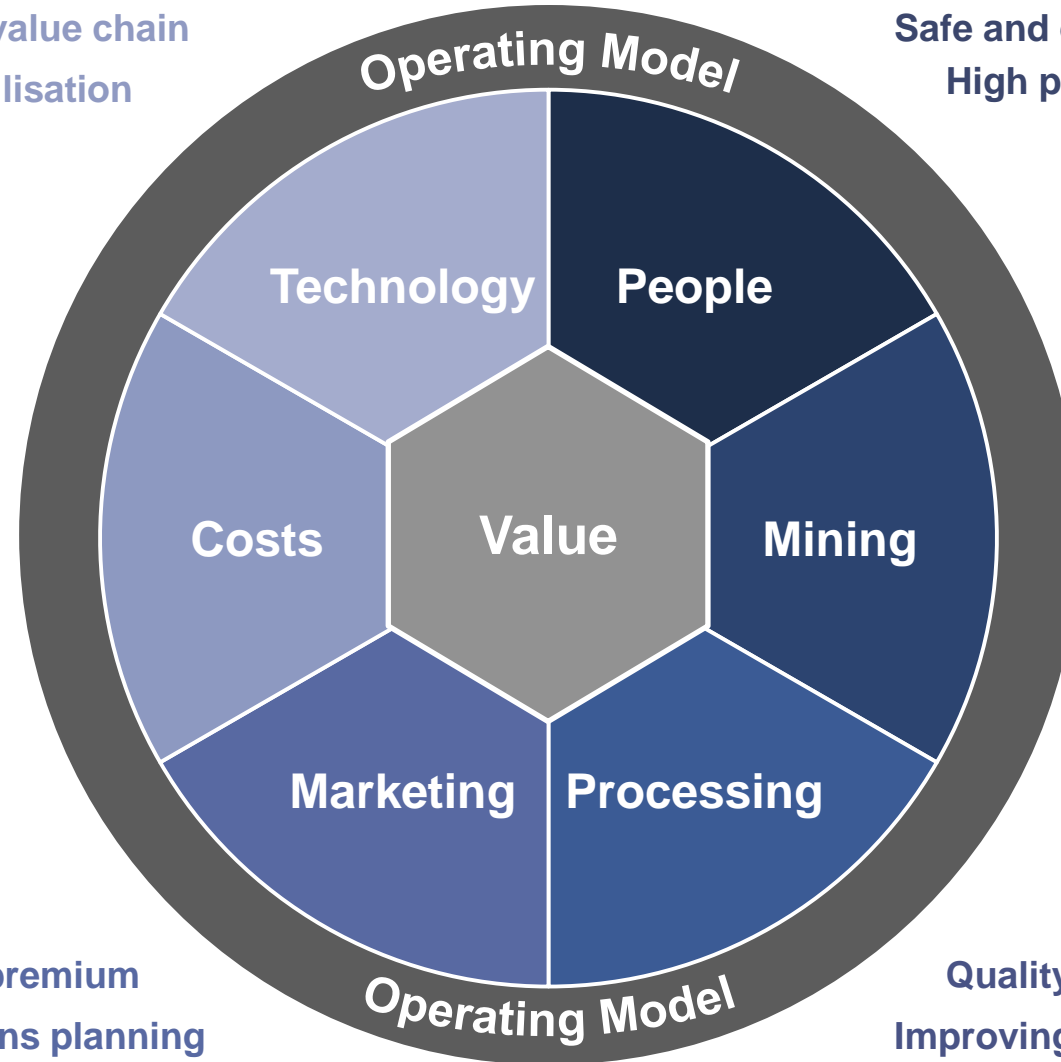 value chain
lisation
Safe and
High p
Operating Model
Technology
People
Costs
Value
Mining
Marketing
Processing
Operating Model
premium
ns planning
Quality
Improving